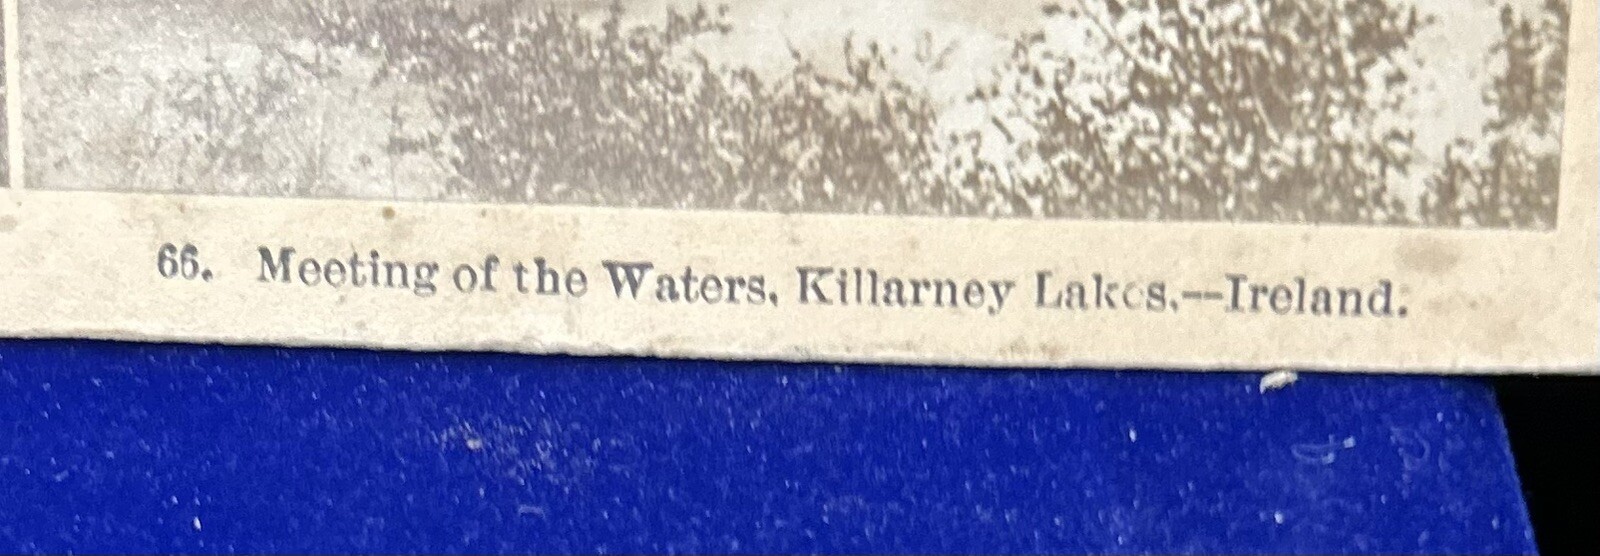 66. Meeting of the Waters, Killarney Lakes.—Ireland.